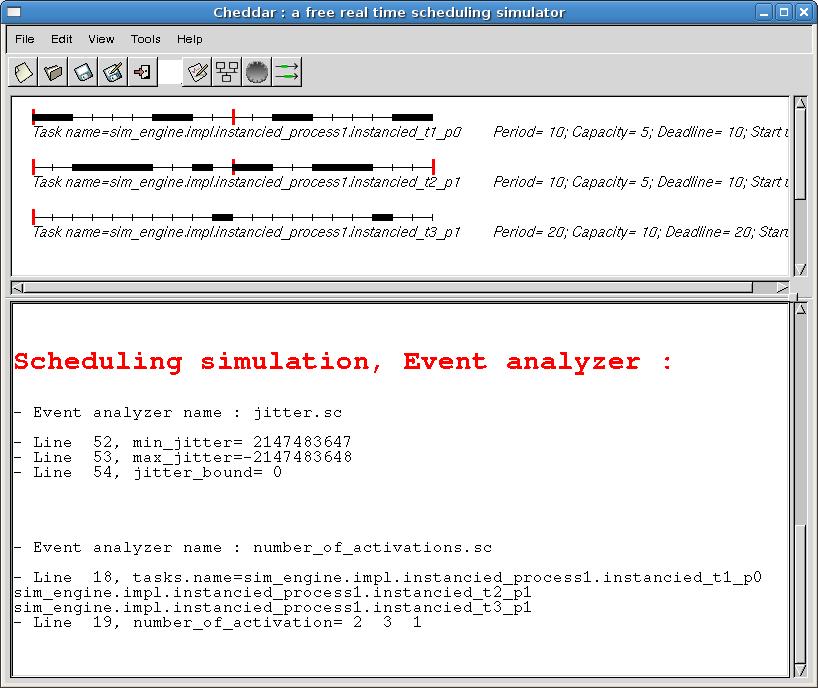 Cheddar : a free real time scheduling simulator
File Edit View Tools Help
Task name=sim_engine.impl.instancied_process1.instancied_t1_p0 Period= 10; Capacity= 5; Deadline= 10; Start
Task name=sim_engine.impl.instancied_process1.instancied_t2_p1 Period= 10; Capacity= 5; Deadline= 10; Start
Task name=sim_engine.impl.instancied_process1.instancied_t3_p1 Period= 20; Capacity= 10; Deadline= 20; Start
Scheduling simulation, Event analyzer :
- Event analyzer name : jitter.sc
- Line 52, min_jitter= 2147483647
- Line 53, max_jitter=-2147483648
- Line 54, jitter_bound= 0
- Event analyzer name : number_of_activations.sc
- Line 18, tasks.name=sim_engine.impl.instancied_process1.instancied_t1_p0
sim_engine.impl.instancied_process1.instancied_t2_p1
sim_engine.impl.instancied_process1.instancied_t3_p1
- Line 19, number_of_activation= 2 3 1